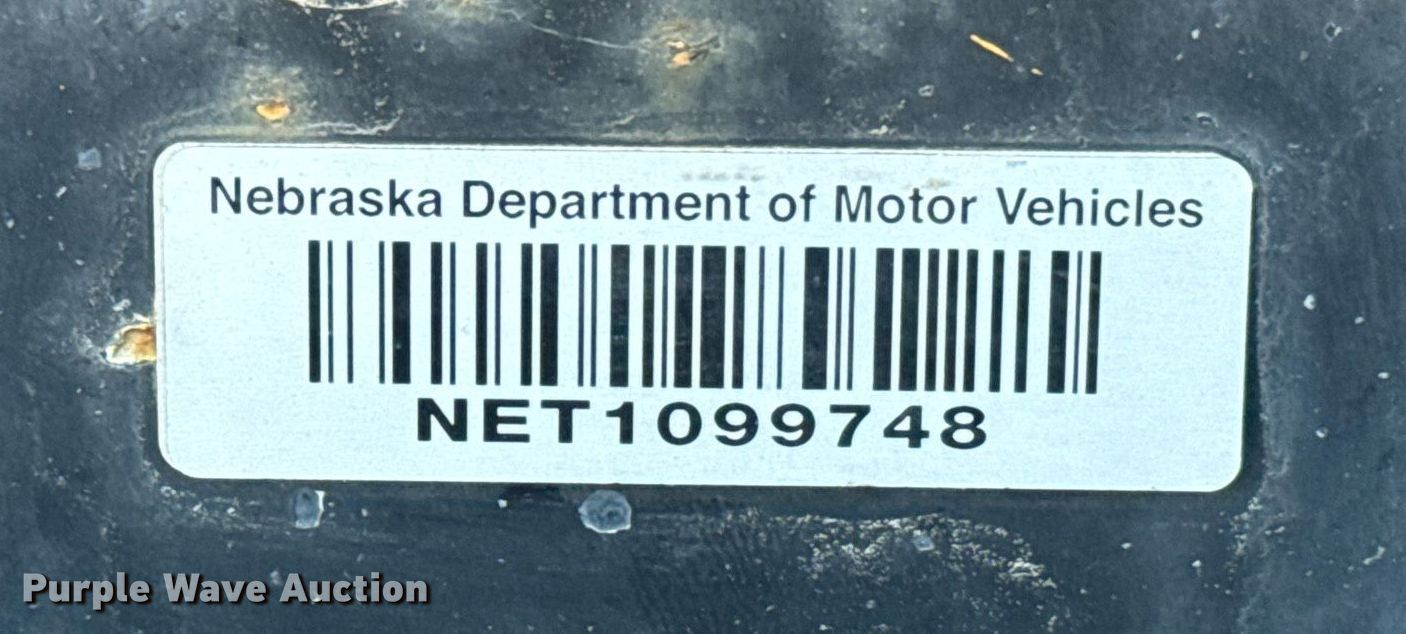 Nebraska Department of Motor Vehicles
NET1099748
Purple Wave Auction